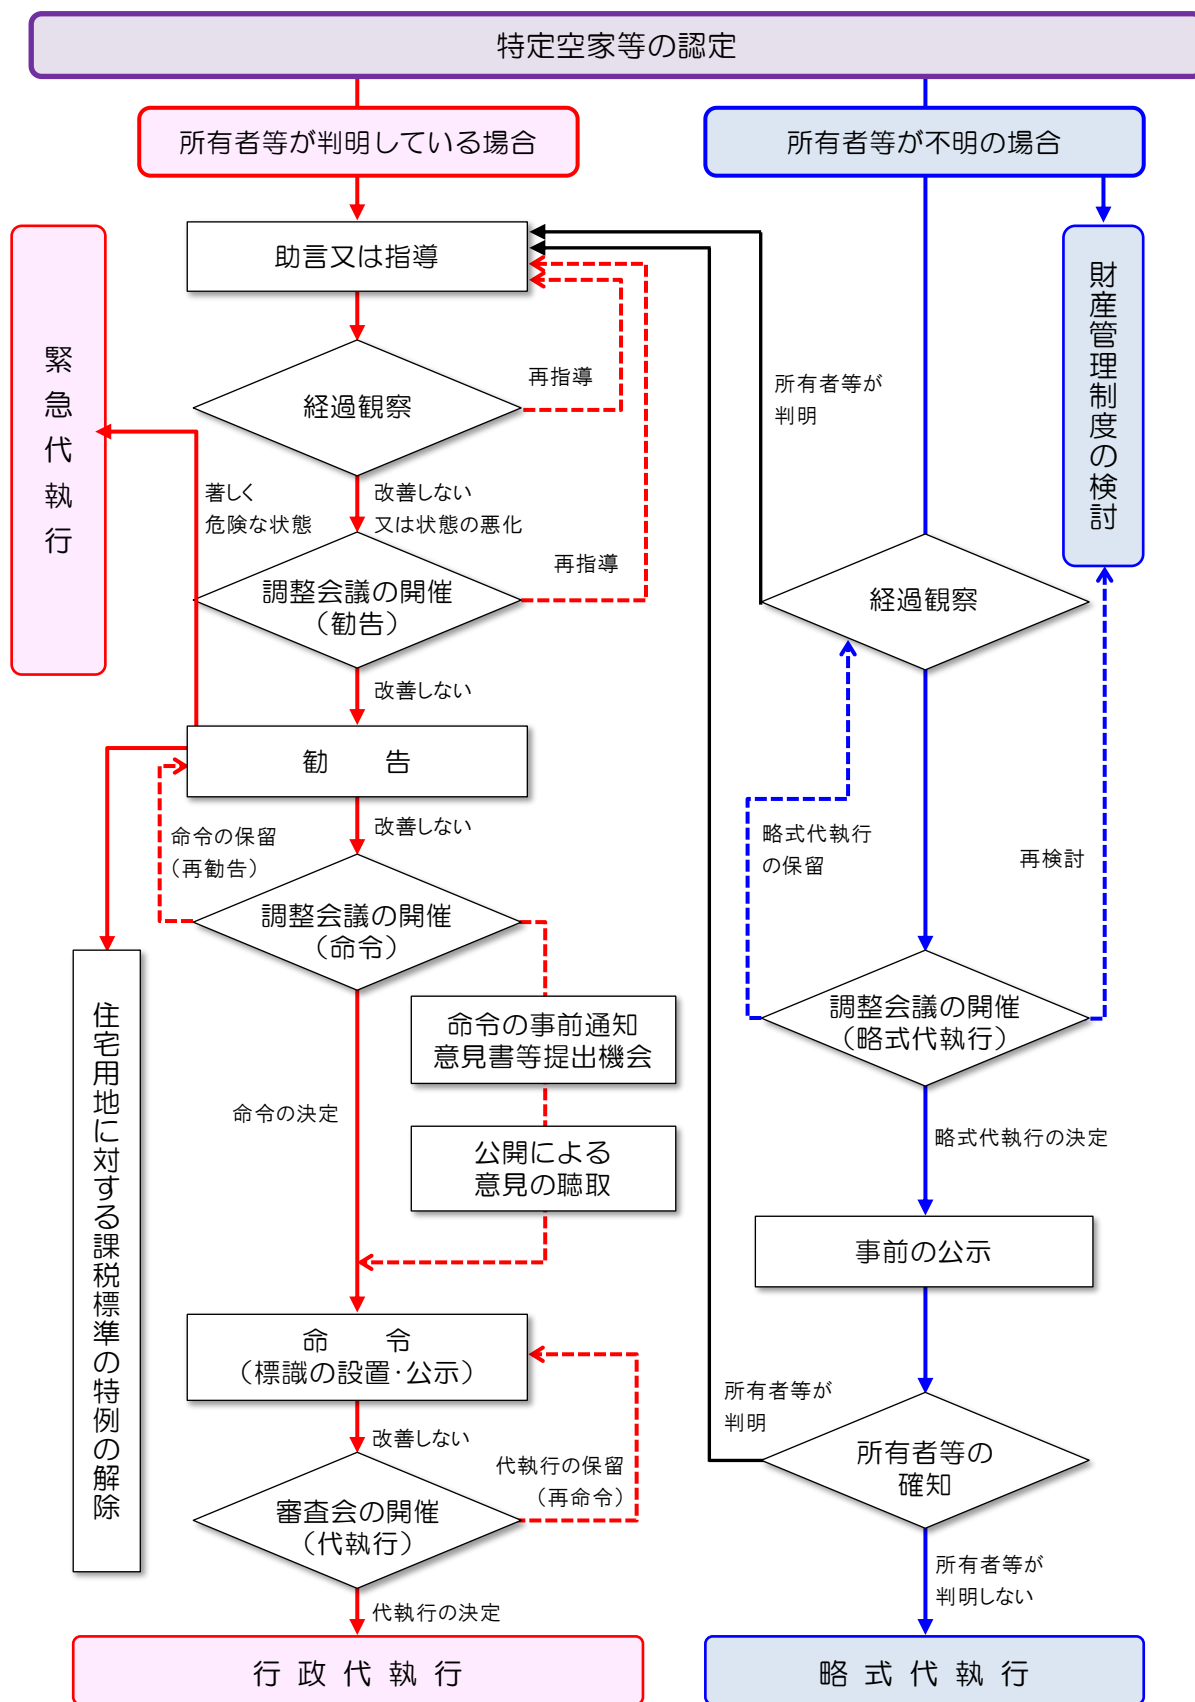 特定空家等の認定
所有者等が判明している場合
所有者等が不明の場合
助言又は指導
緊急代執行
財産管理制度の検討
経過観察
再指導
所有者等が
判明
著しく
危険な状態
改善しない
又は状態の悪化
再指導
調整会議の開催
（勧告）
経過観察
改善しない
勧　　告
命令の保留
（再勧告）
改善しない
略式代執行
の保留
再検討
調整会議の開催
（命令）
住宅用地に対する課税標準の特例の解除
命令の事前通知
意見書等提出機会
調整会議の開催
（略式代執行）
命令の決定
公開による
意見の聴取
略式代執行の決定
事前の公示
命　　令
（標識の設置・公示）
所有者等が
判明
改善しない
代執行の保留
（再命令）
所有者等の
確知
審査会の開催
（代執行）
所有者等が
判明しない
代執行の決定
行政代執行
略式代執行